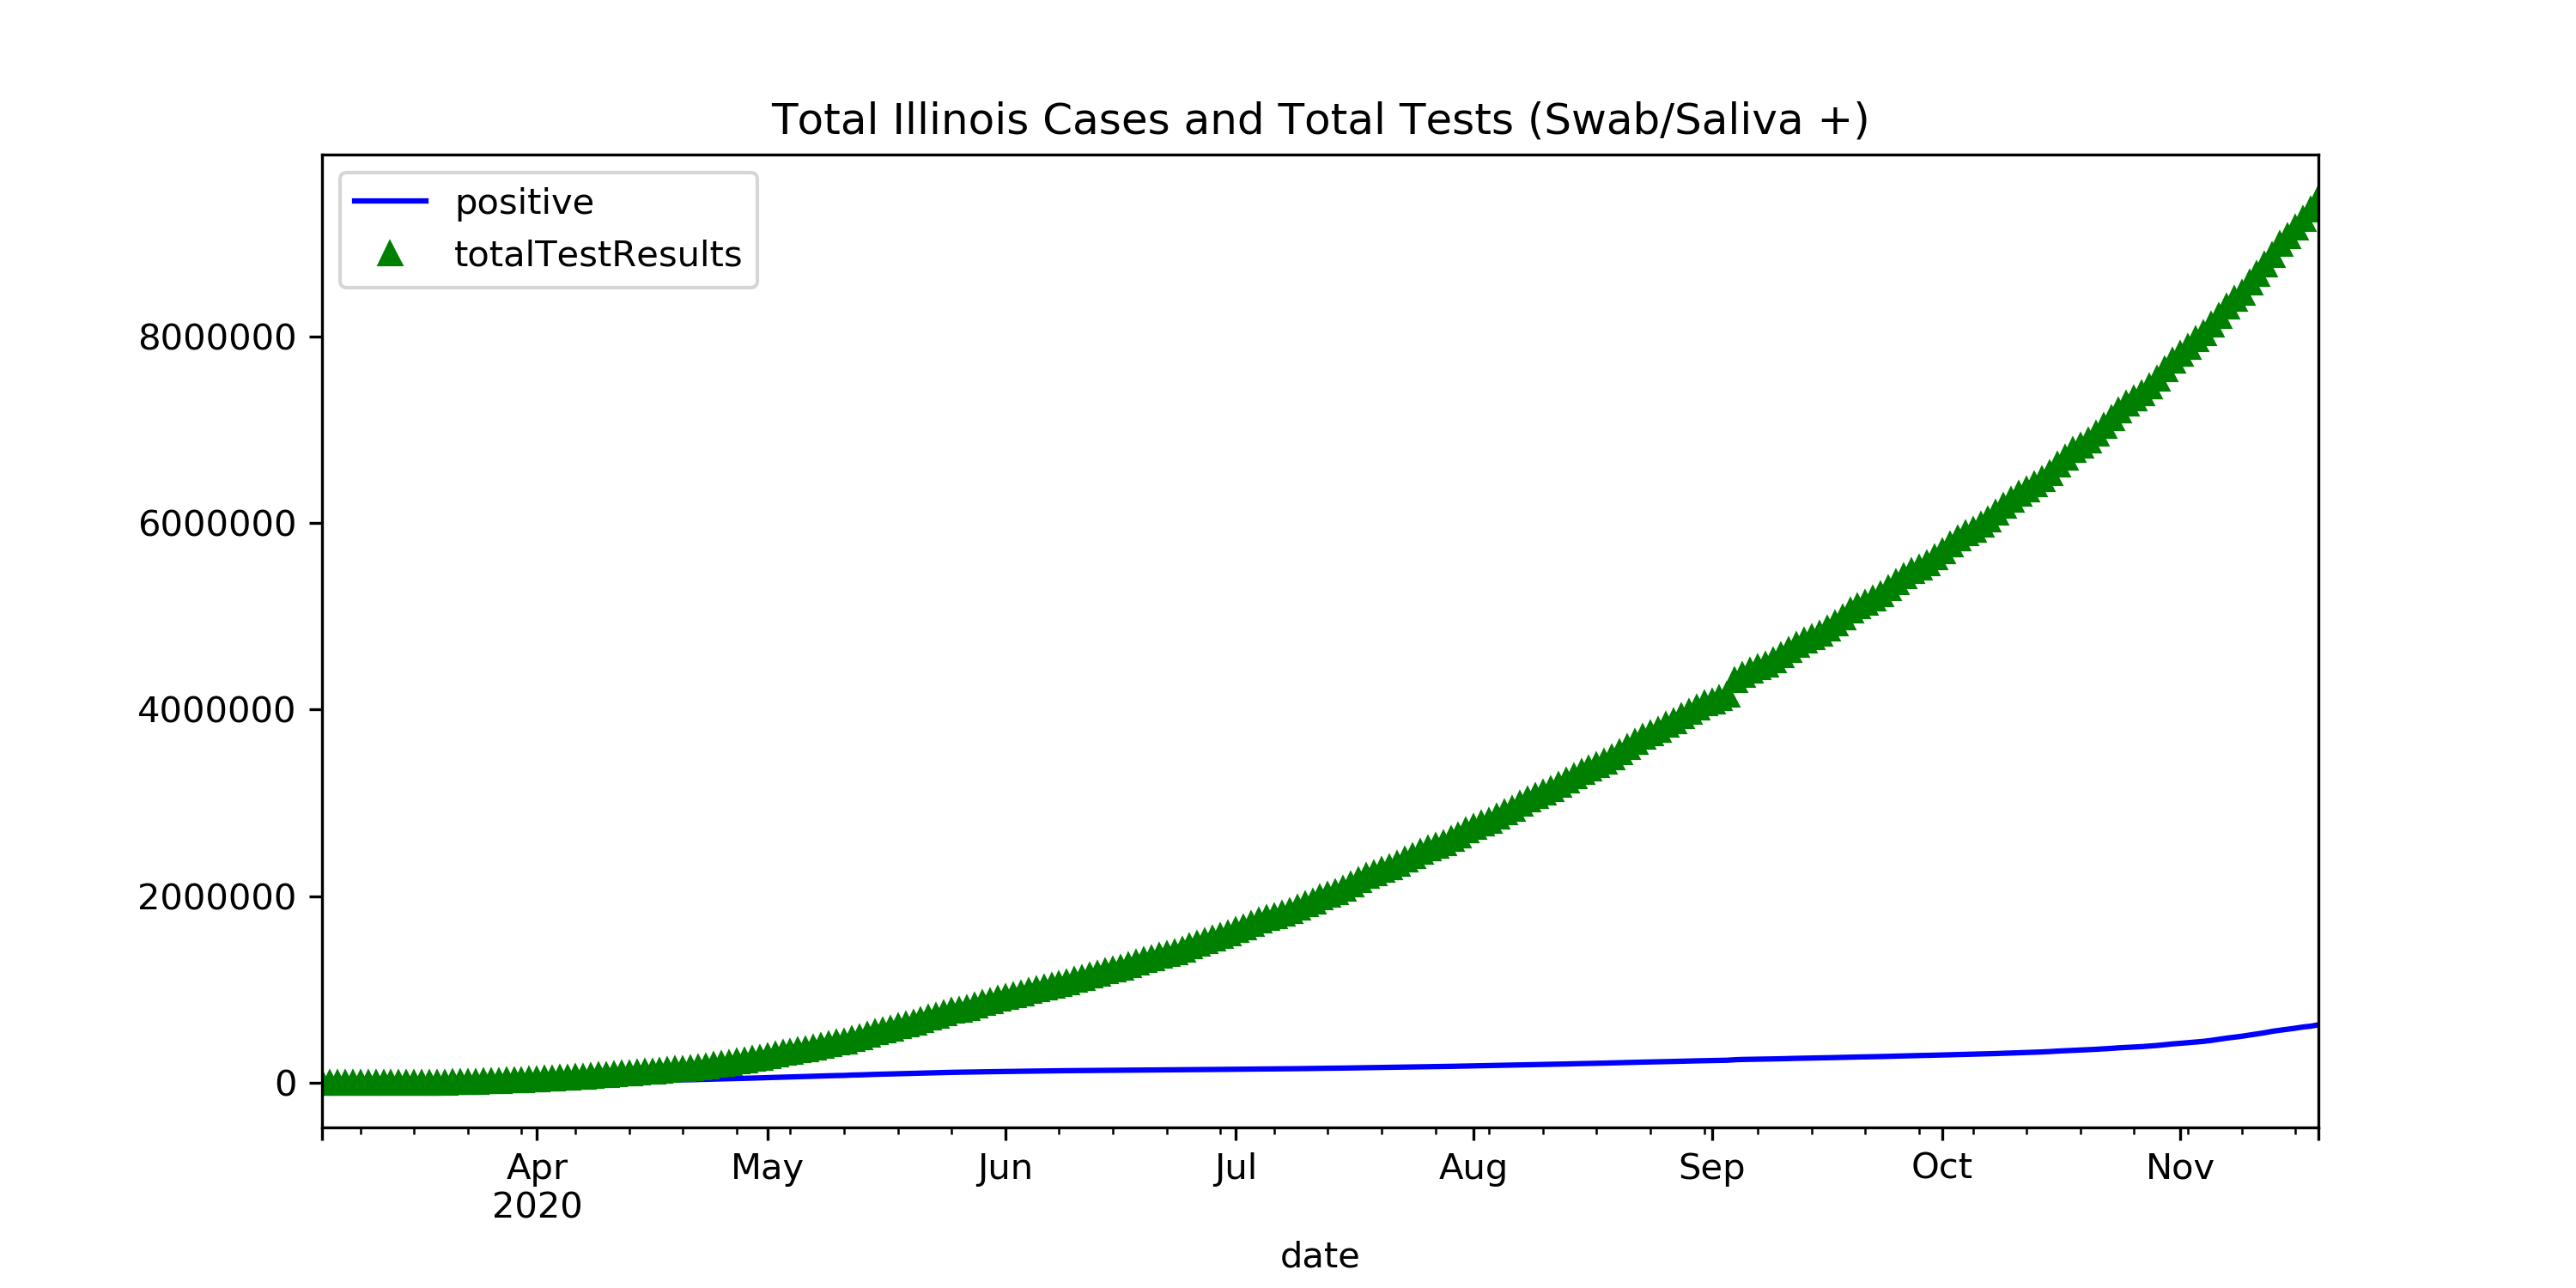 Total Illinois Cases and Total Tests (Swab/Saliva +)
positive
totalTestResults
8000000
6000000
4000000
2000000
0
Apr May Jun Jul Aug Sep Oct Nov
2020
date